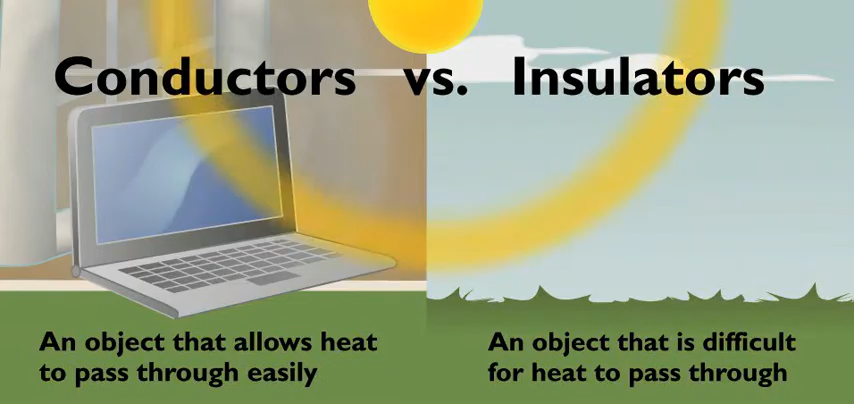 Conductors vs. Insulators
An object that allows heat
to pass through easily
An object that is difficult
for heat to pass through